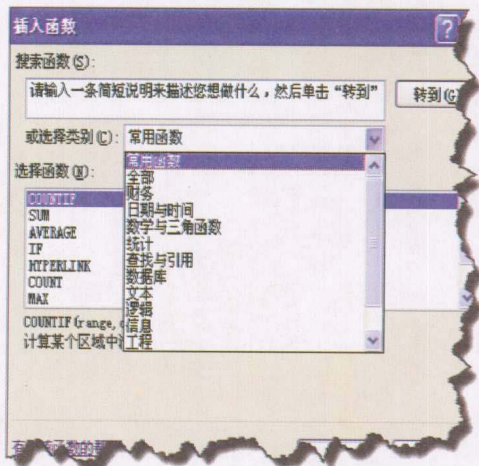 插入函数
?
搜索函数(S):
请输入一条简短说明来描述您想做什么，然后单击“转到”
转到(G
或选择类别(C): 常用函数
常用函数
全部
财务
日期与时间
数学与三角函数
统计
查找与引用
数据库
文本
逻辑
信息
工程
选择函数(N):
COUNTIF
SUM
AVERAGE
IF
HYPERLINK
COUNT
MAX
COUNTIF(range,
计算某个区域中